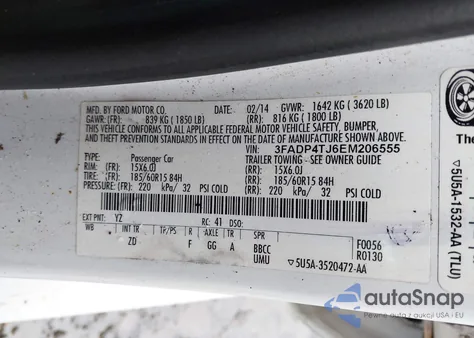 MFD. BY FORD MOTOR CO.
DATE: 02/14 GVWR: 1642 KG ( 3620 LB)
GAWR: (FR): 839 KG ( 1850 LB) (RR): 816 KG ( 1800 LB)
THIS VEHICLE CONFORMS TO ALL APPLICABLE FEDERAL MOTOR VEHICLE SAFETY, BUMPER,
AND THEFT PREVENTION STANDARDS IN EFFECT ON THE DATE OF MANUFACTURE SHOWN ABOVE.
VIN: 3FADP4TJ6EM206555
TYPE: Passenger Car TRAILER TOWING - SEE OWNER GUIDE
RIM: (FR): 15X6.0J (RR): 15X6.0J
TIRE: (FR): 185/60R15 84H (RR): 185/60R15 84H
PRESSURE: (FR): 220 kPa/ 32 PSI COLD (RR): 220 kPa/ 32 PSI COLD
EXT PNT: YZ RC: 41 DSO:
WB INT TR TP/PS R AXLE TR SPR
ZD F GG A BBCC F0056
UMU R0130
▽5U5A-3520472-AA
▽5U5A-1532-AA (TLU)
The
autoSnap
Pewne auta z aukcji USA i EU